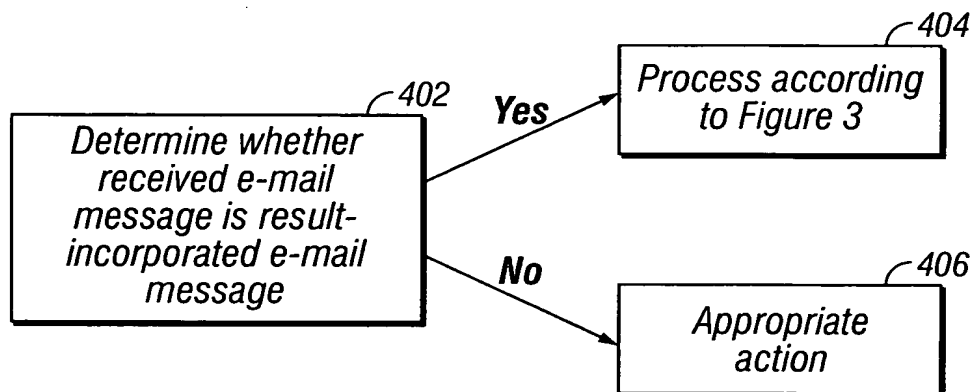 402
Determine whether
received e-mail
message is result-
incorporated e-mail
message
Yes
404
Process according
to Figure 3
No
406
Appropriate
action